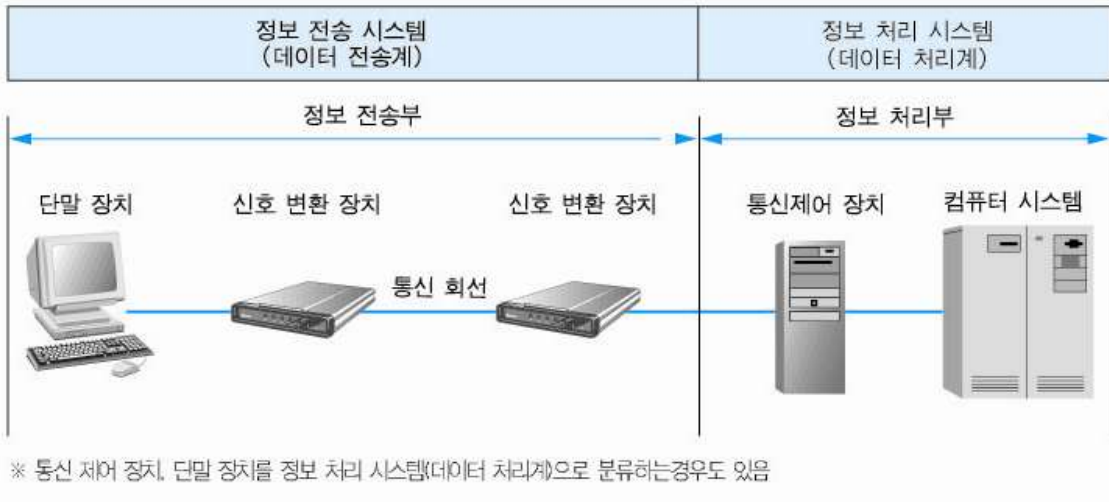 정보 전송 시스템
(데이터 전송계)
정보 처리 시스템
(데이터 처리계)
정보 전송부
정보 처리부
단말 장치
신호 변환 장치
신호 변환 장치
통신제어 장치
컴퓨터 시스템
통신 회선
※ 통신 제어 장치, 단말 장치를 정보 처리 시스템(데이터 처리계)으로 분류하는경우도 있음